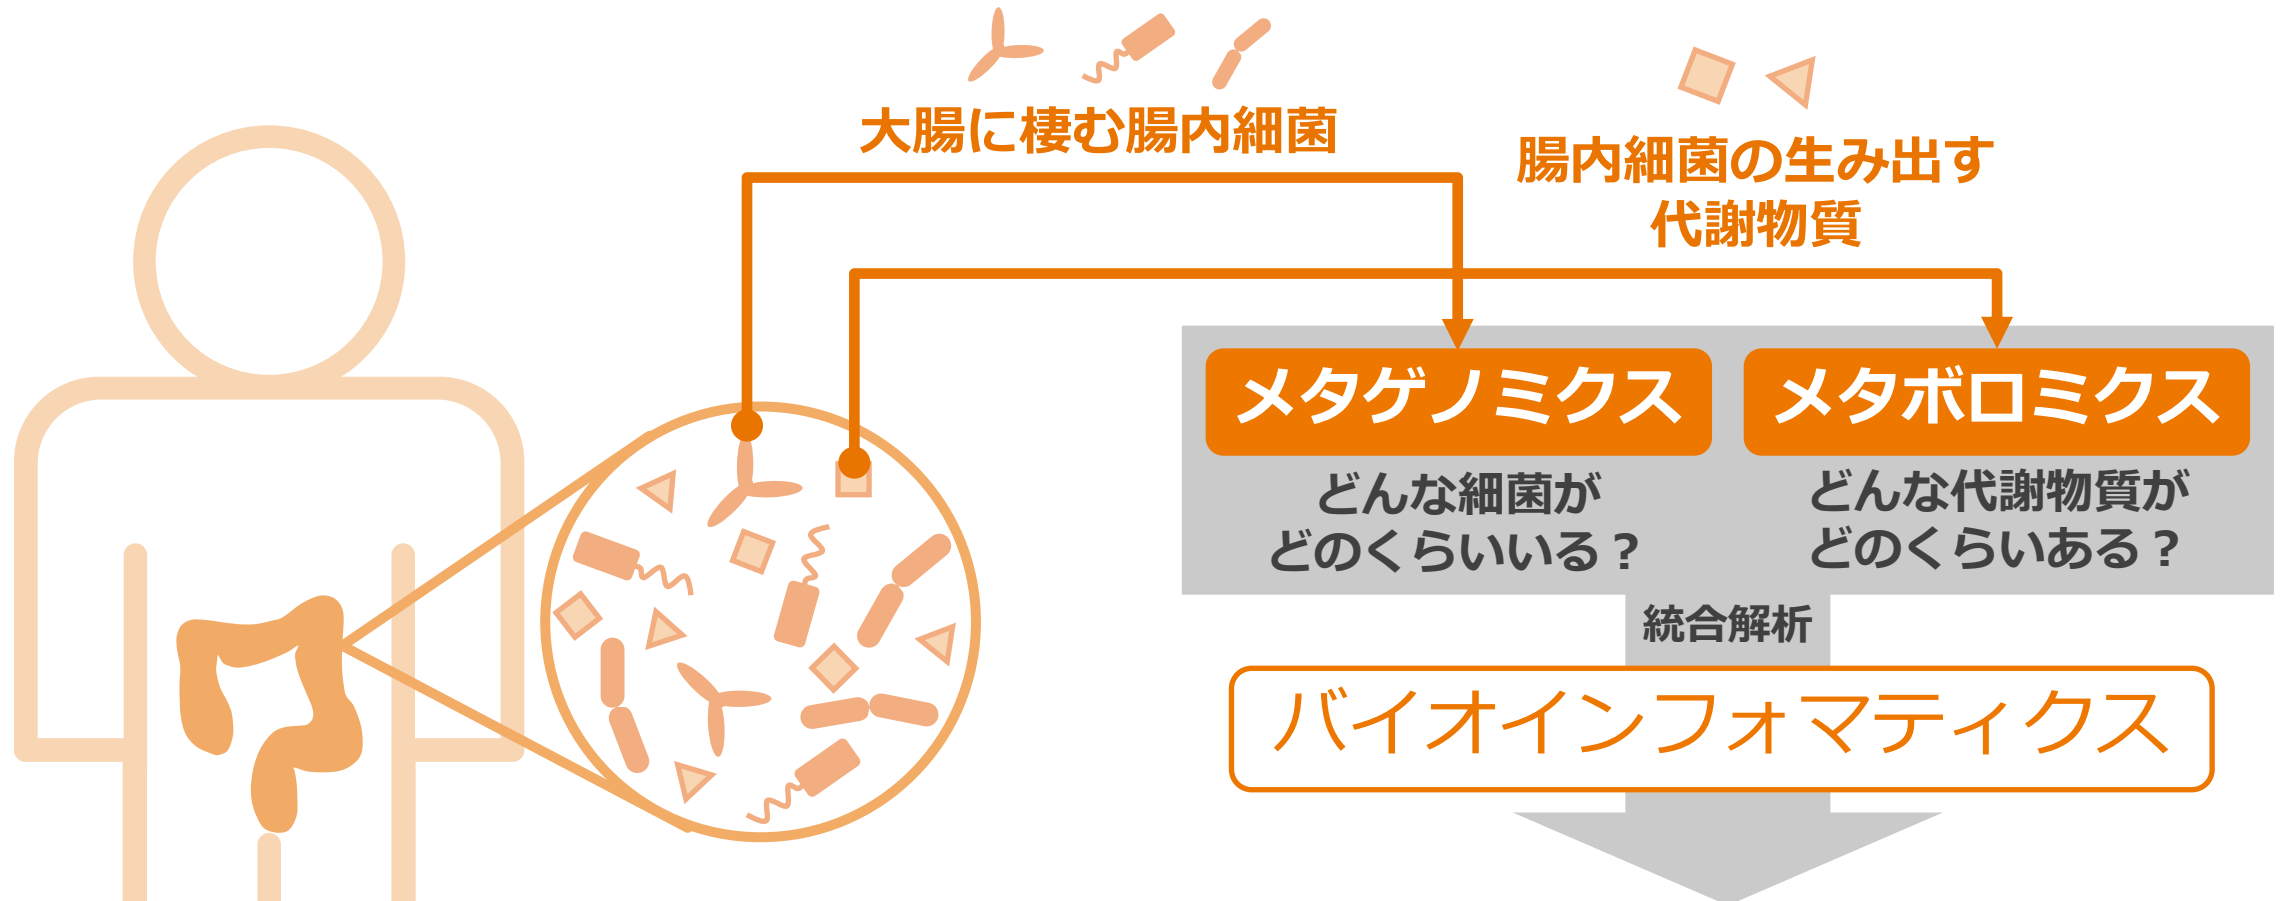 大腸に棲む腸内細菌
腸内細菌の生み出す
代謝物質
メタゲノミクス
どんな細菌が
どのくらいいる？
メタボロミクス
どんな代謝物質が
どのくらいある？
統合解析
バイオインフォマティクス